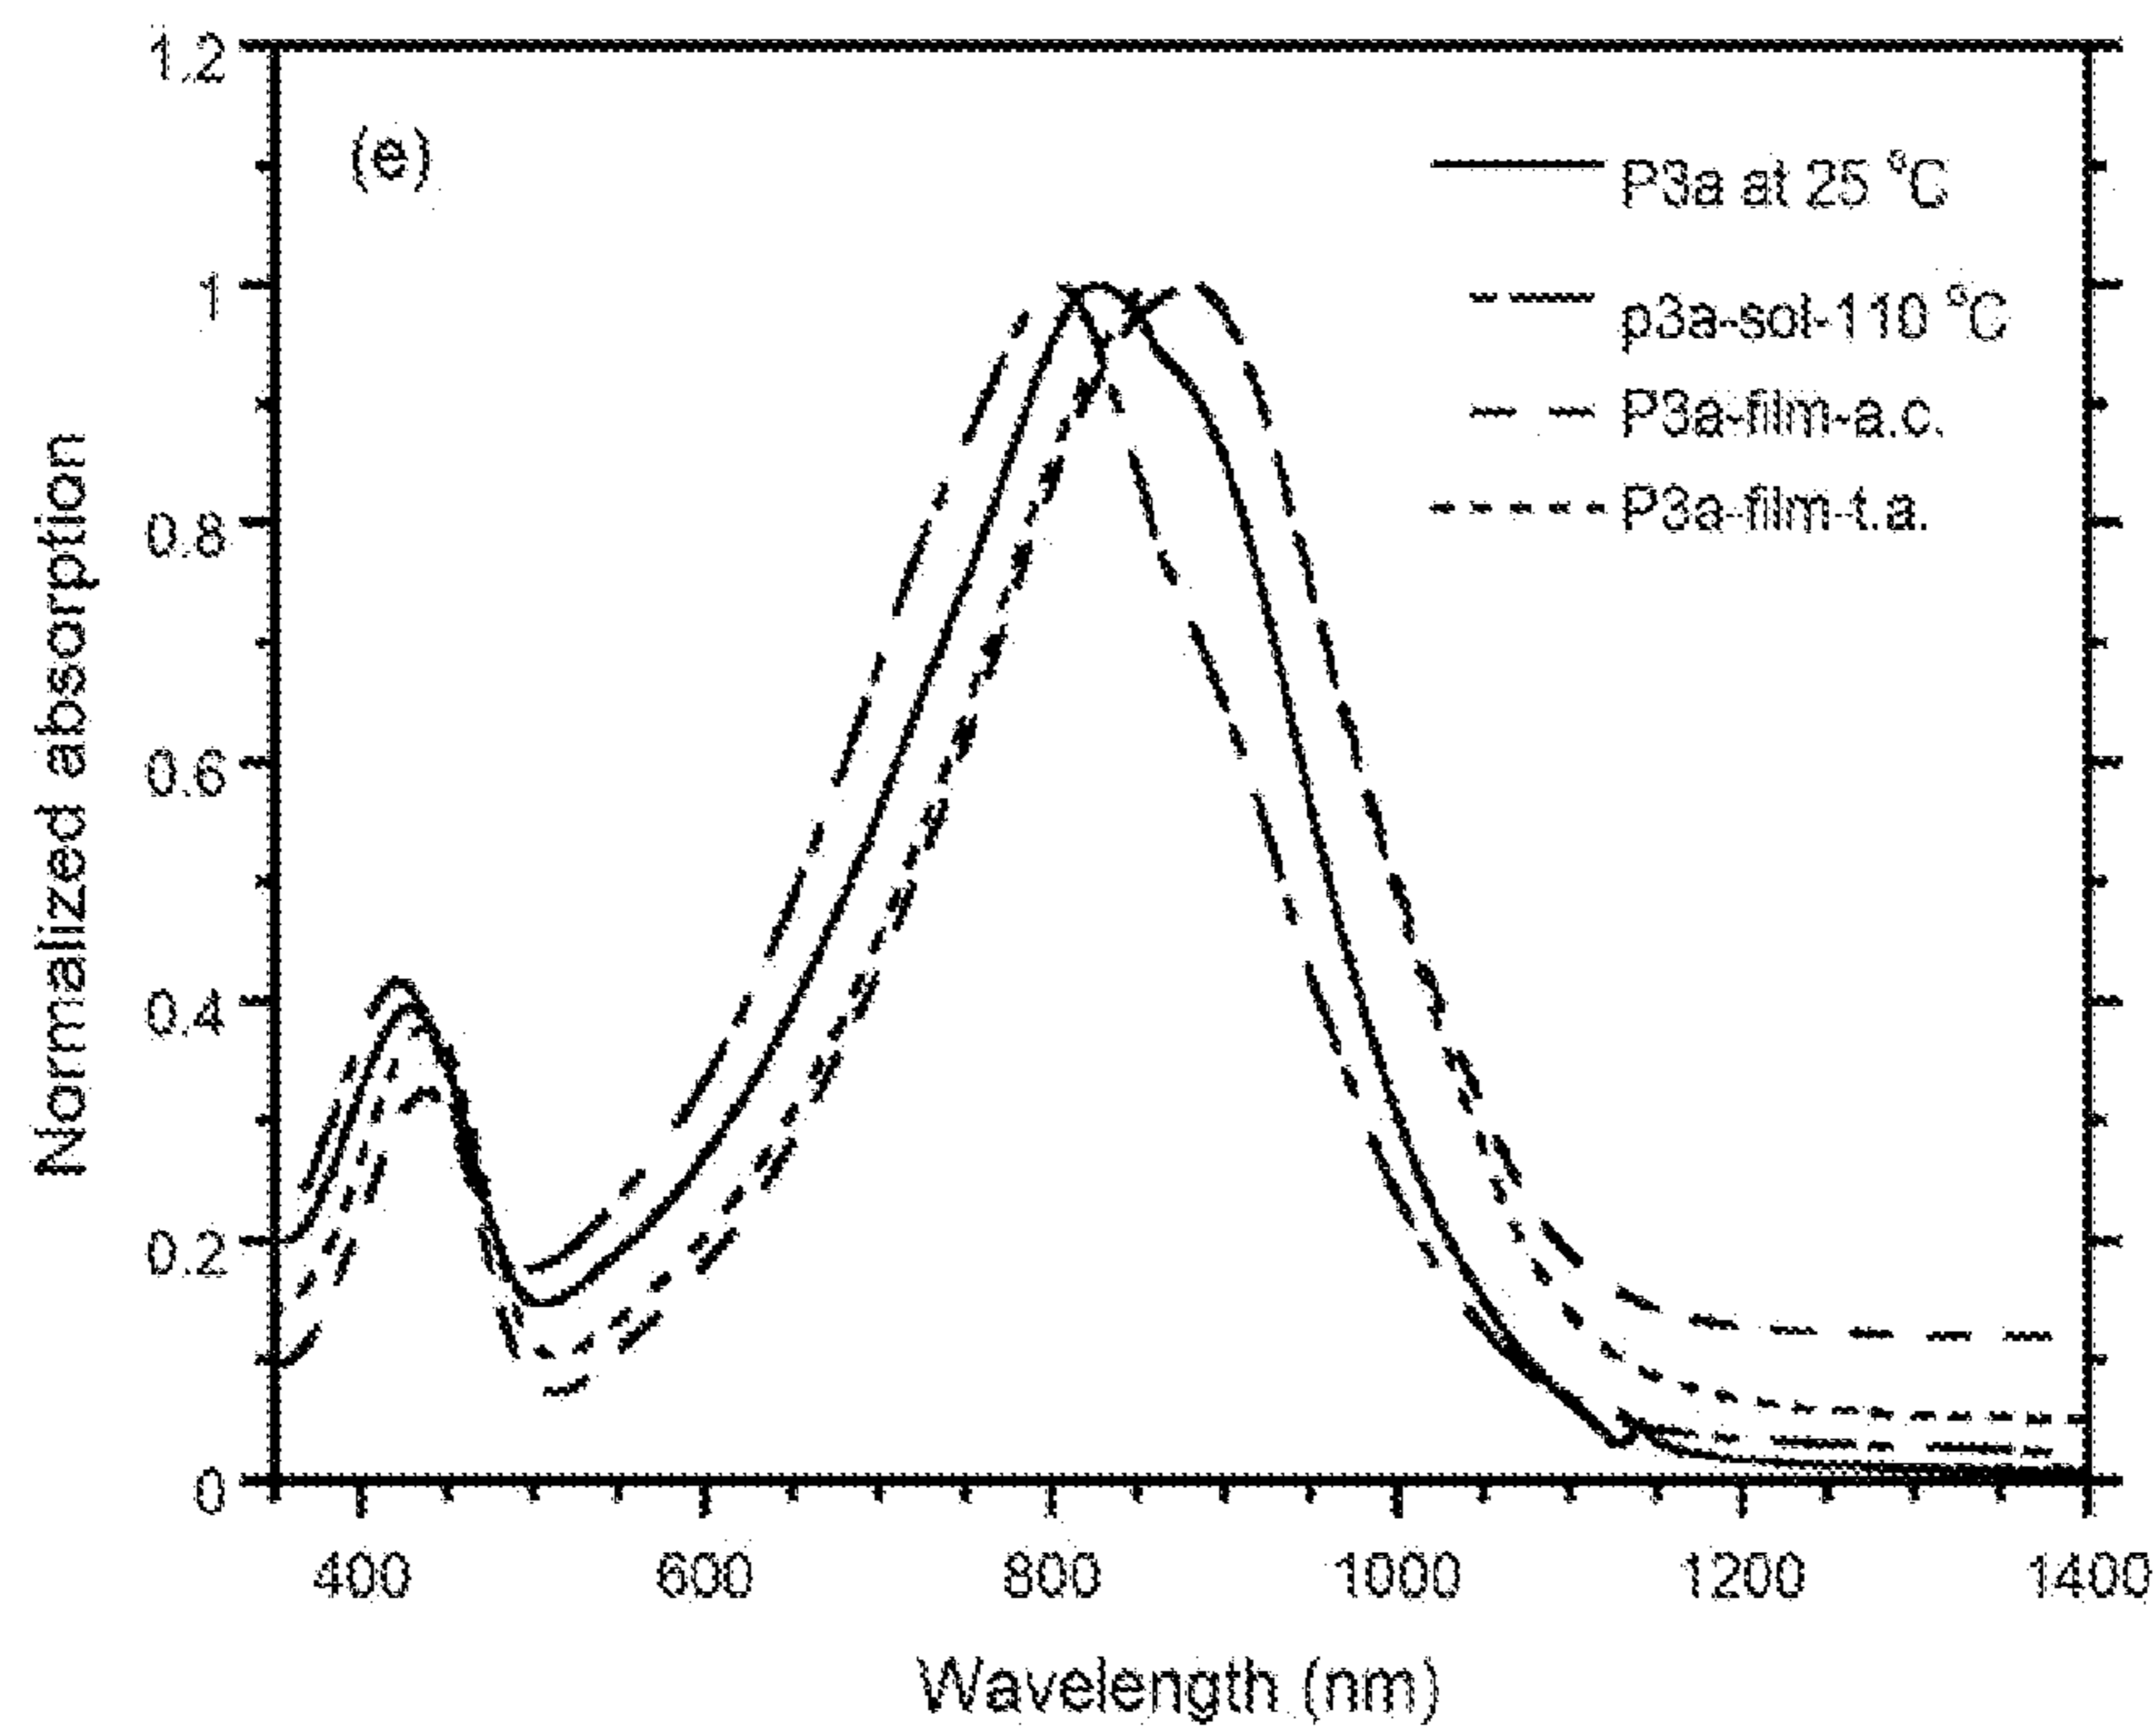 1.2
(e)
P3a at 25 °C
1
p3a-sol-110 °C
P3a-film-a.c.
P3a-film-t.a.
0.8
Normalized absorption
0.6
0.4
0.2
0
400 600 800 1000 1200 1400
Wavelength (nm)